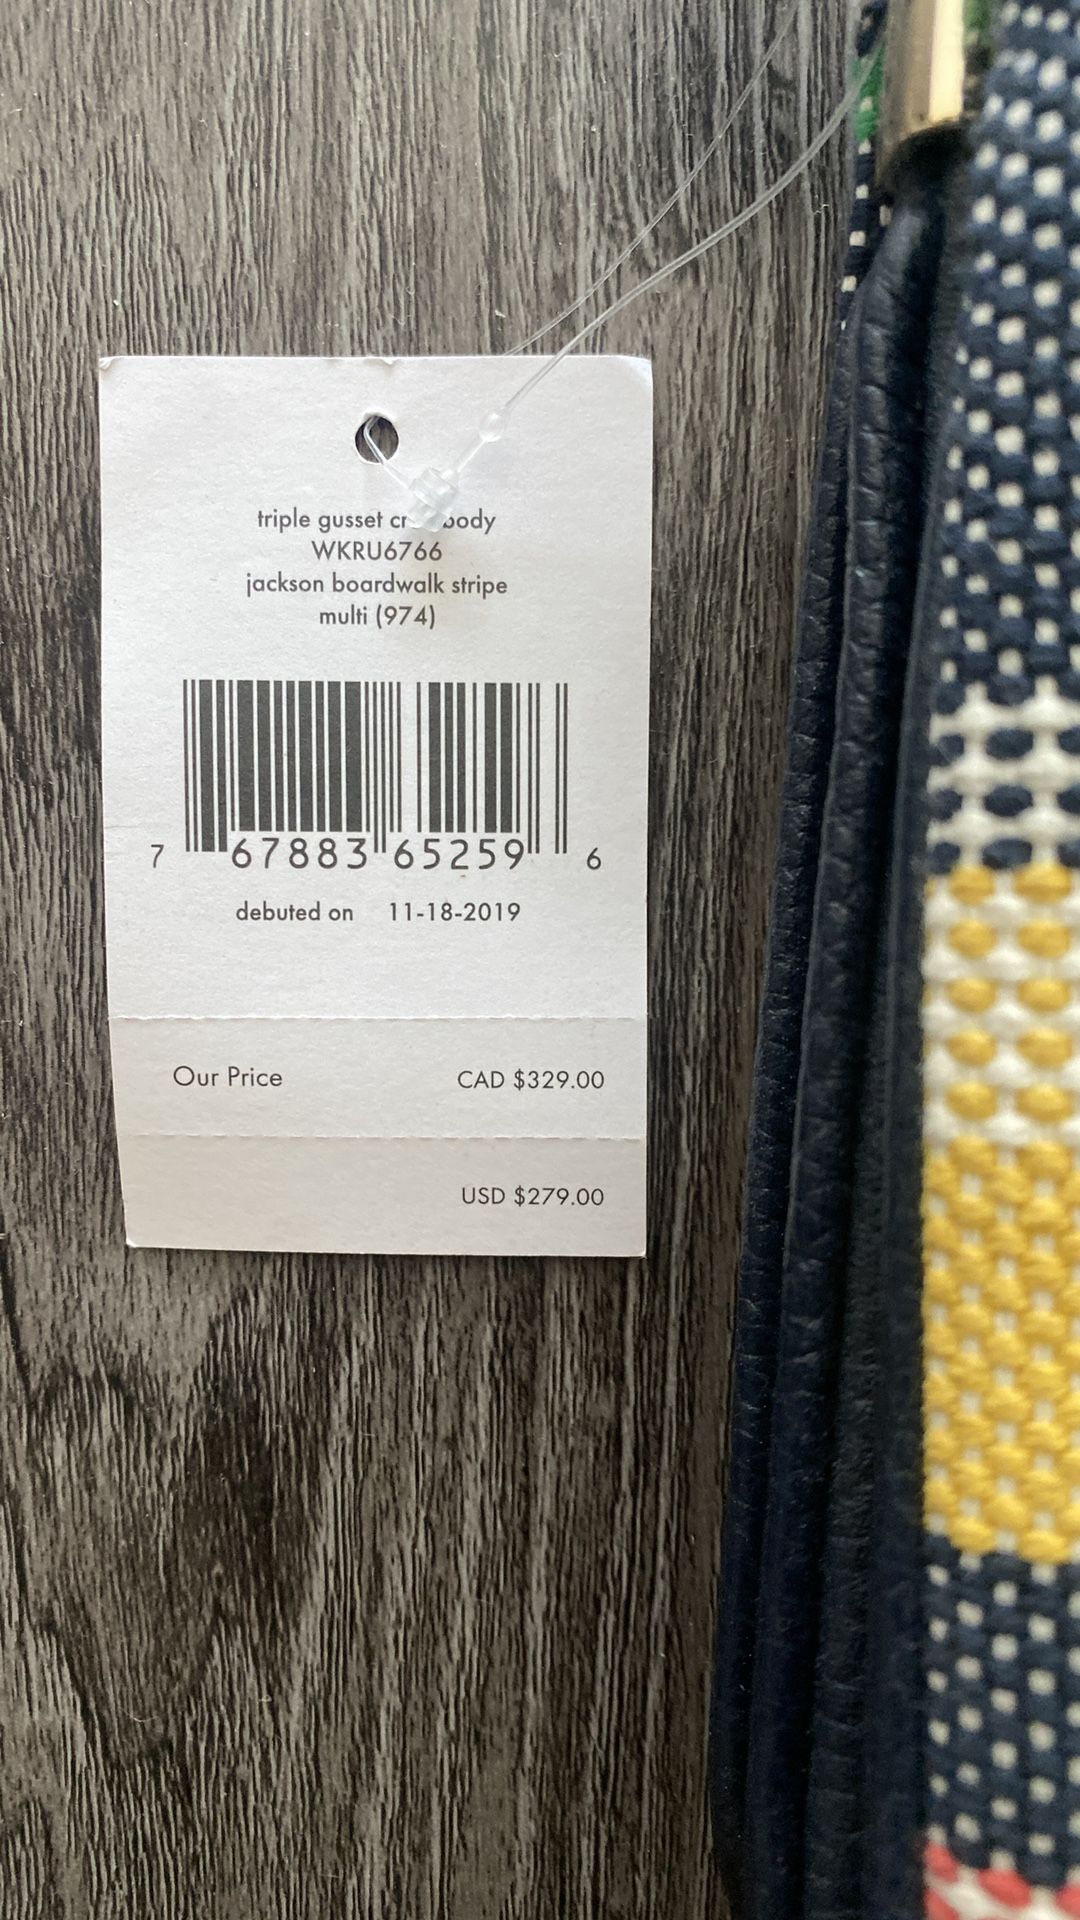 triple gusset body
WKRU6766
jackson boardwalk stripe
multi (974)
7 67883 65259 6
debuted on 11-18-2019
Our Price CAD $329.00
USD $279.00